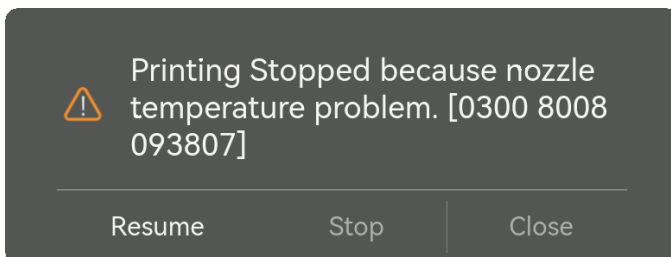 Printing Stopped because nozzle
temperature problem. [0300 8008
093807]
Resume Stop Close